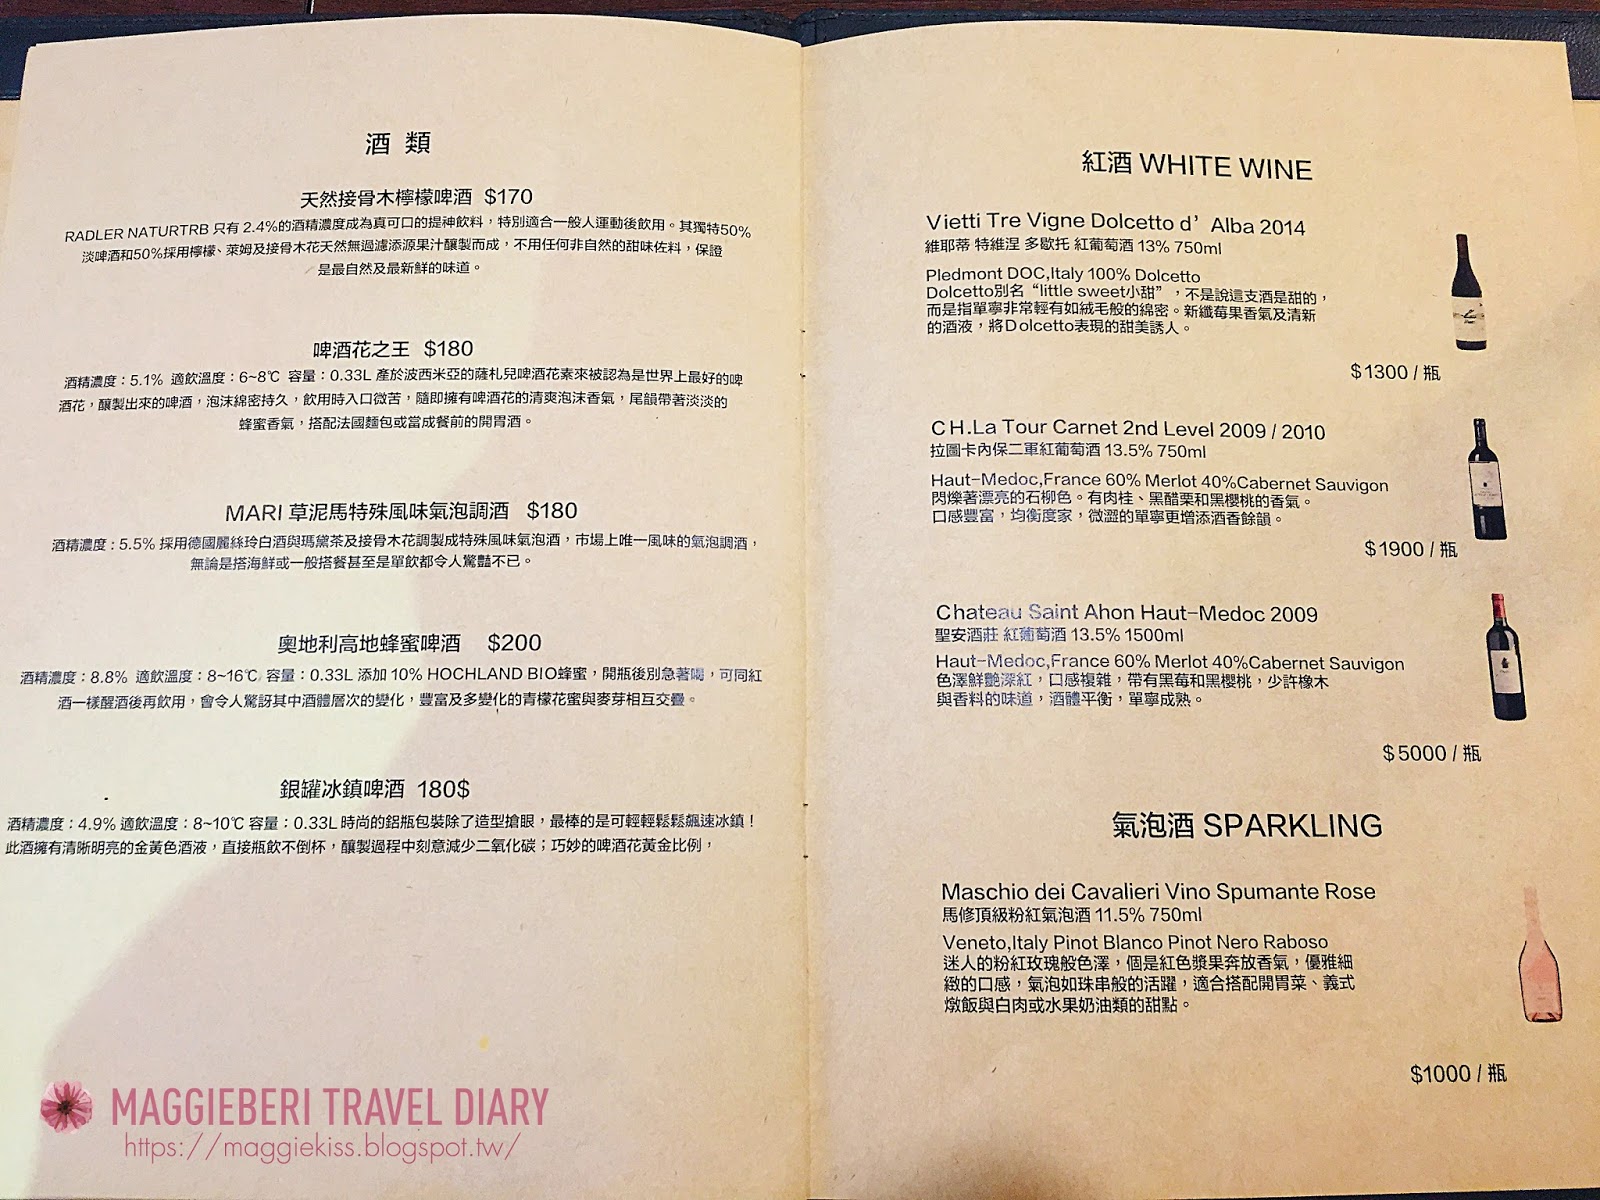 酒 類
天然接骨木檸檬啤酒 $170
RADLER NATURTRB 只有 2.4%的酒精濃度成為真可口的提神飲料，特別適合一般人運動後飲用。其獨特50%
淡啤酒和50%採用檸檬、萊姆及接骨木花天然無過濾添源果汁釀製而成，不用任何非自然的甜味佐料，保證
是最自然及最新鮮的味道。
啤酒花之王 $180
酒精濃度：5.1% 適飲溫度：6~8℃ 容量：0.33L 產於波西米亞的薩札兒啤酒花素來被認為是世界上最好的啤
酒花，釀製出來的啤酒，泡沫綿密持久，飲用時入口微苦，隨即擁有啤酒花的清爽泡沫香氣，尾韻帶著淡淡的
蜂蜜香氣，搭配法國麵包或當成餐前的開胃酒。
MARI 草泥馬特殊風味氣泡調酒 $180
酒精濃度：5.5% 採用德國麗絲玲白酒與瑪黛茶及接骨木花調製成特殊風味氣泡酒，市場上唯一風味的氣泡調酒，
無論是搭海鮮或一般搭餐甚至是單飲都令人驚豔不已。
奧地利高地蜂蜜啤酒 $200
酒精濃度：8.8% 適飲溫度：8~16℃ 容量：0.33L 添加 10% HOCHLAND BIO蜂蜜，開瓶後別急著喝，可同紅
酒一樣醒酒後再飲用，會令人驚訝其中酒體層次的變化，豐富及多變化的青檬花蜜與麥芽相互交疊。
銀罐冰鎮啤酒 180$
酒精濃度：4.9% 適飲溫度：8~10℃ 容量：0.33L 時尚的鋁瓶包裝除了造型搶眼，最棒的是可輕輕鬆鬆飆速冰鎮！
此酒擁有清晰明亮的金黃色酒液，直接瓶飲不倒杯，釀製過程中刻意減少二氧化碳；巧妙的啤酒花黃金比例，
MAGGIEBERI TRAVEL DIARY
https://maggiekiss.blogspot.tw/
紅酒 WHITE WINE
Vietti Tre Vigne Dolcetto d' Alba 2014
維耶蒂 特維涅 多歇托 紅葡萄酒 13% 750ml
Pledmont DOC,Italy 100% Dolcetto
Dolcetto別名“little sweet小甜”，不是說這支酒是甜的，
而是指單寧非常輕有如絨毛般的綿密。新纖莓果香氣及清新
的酒液，將Dolcetto表現的甜美誘人。
$1300 / 瓶
CH.La Tour Carnet 2nd Level 2009 / 2010
拉圖卡內保二軍紅葡萄酒 13.5% 750ml
Haut-Medoc,France 60% Merlot 40%Cabernet Sauvigon
閃爍著漂亮的石柳色。有肉桂、黑醋栗和黑櫻桃的香氣。
口感豐富，均衡度家，微澀的單寧更增添酒香餘韻。
$1900 / 瓶
Chateau Saint Ahon Haut-Medoc 2009
聖安酒莊 紅葡萄酒 13.5% 1500ml
Haut-Medoc,France 60% Merlot 40%Cabernet Sauvigon
色澤鮮艷深紅，口感複雜，帶有黑莓和黑櫻桃，少許橡木
與香料的味道，酒體平衡，單寧成熟。
$5000 / 瓶
氣泡酒 SPARKLING
Maschio dei Cavalieri Vino Spumante Rose
馬修頂級粉紅氣泡酒 11.5% 750ml
Veneto,Italy Pinot Blanco Pinot Nero Raboso
迷人的粉紅玫瑰般色澤，個是紅色漿果奔放香氣，優雅細
緻的口感，氣泡如珠串般的活躍，適合搭配開胃菜、義式
燉飯與白肉或水果奶油類的甜點。
$1000 / 瓶